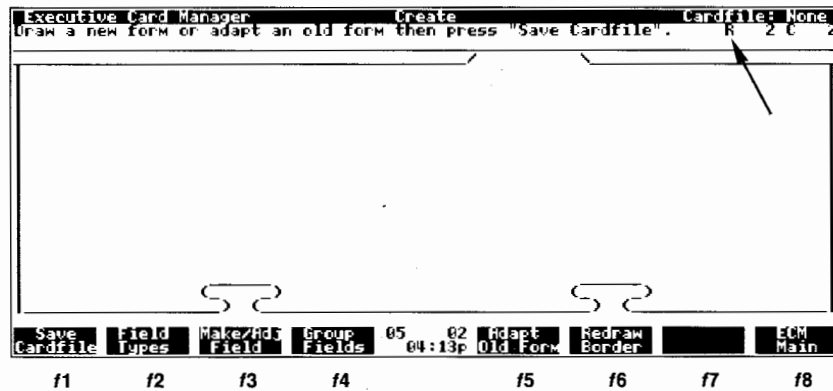 Executive Card Manager Create Cardfile: None
Draw a new form or adapt an old form then press "Save Cardfile". R 2 C 2
Save Field Make/Adj Group 05 02 Adapt Redraw ECM
Cardfile Types Field Fields 04:13p Old Form Border Main
f1 f2 f3 f4 f5 f6 f7 f8